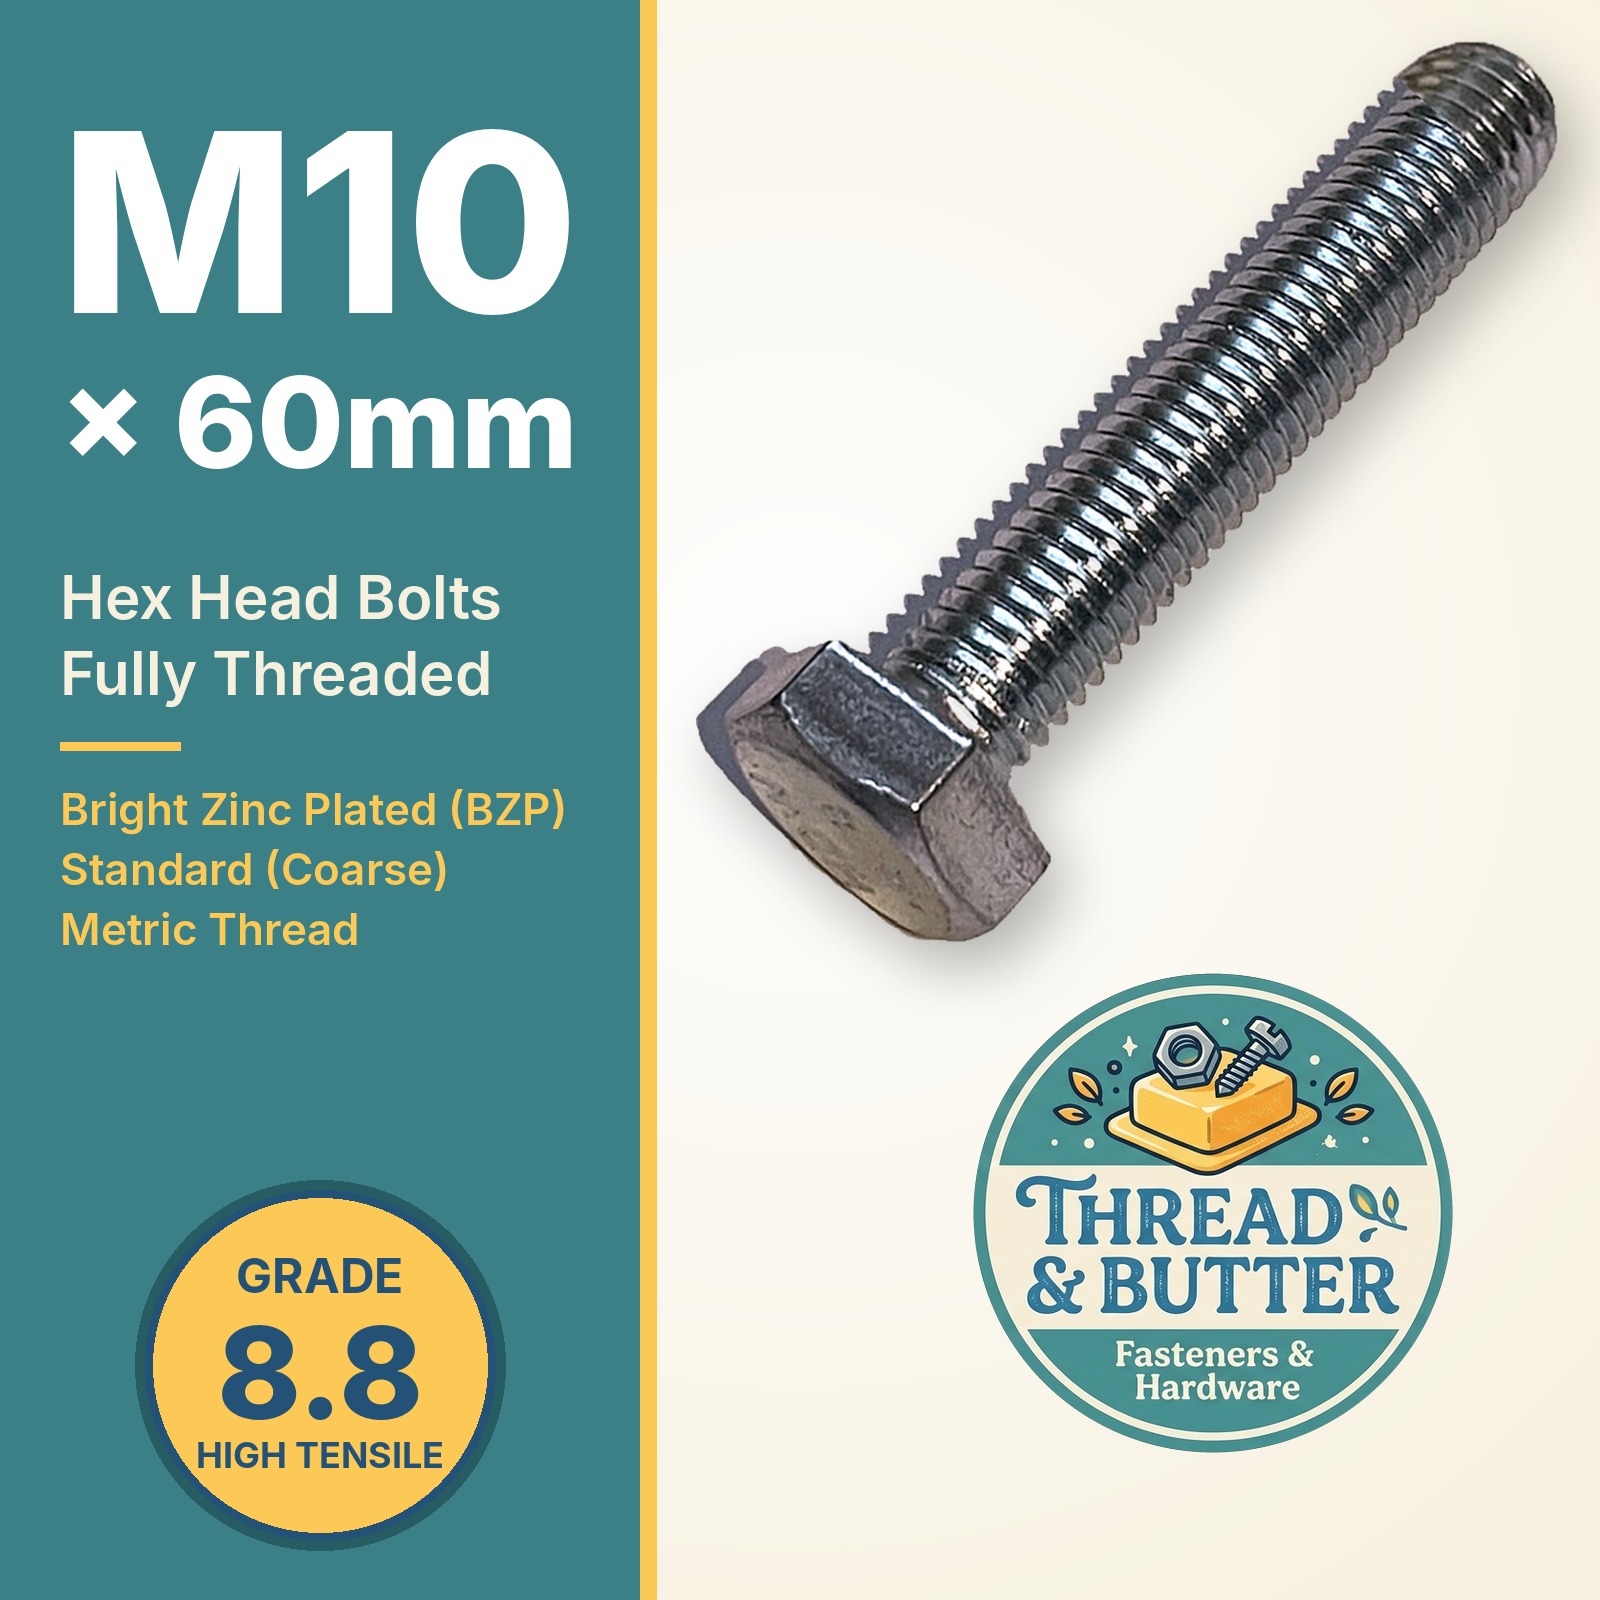 M10
× 60mm
Hex Head Bolts
Fully Threaded
Bright Zinc Plated (BZP)
Standard (Coarse)
Metric Thread
GRADE
8.8
HIGH TENSILE
THREAD
& BUTTER
Fasteners &
Hardware